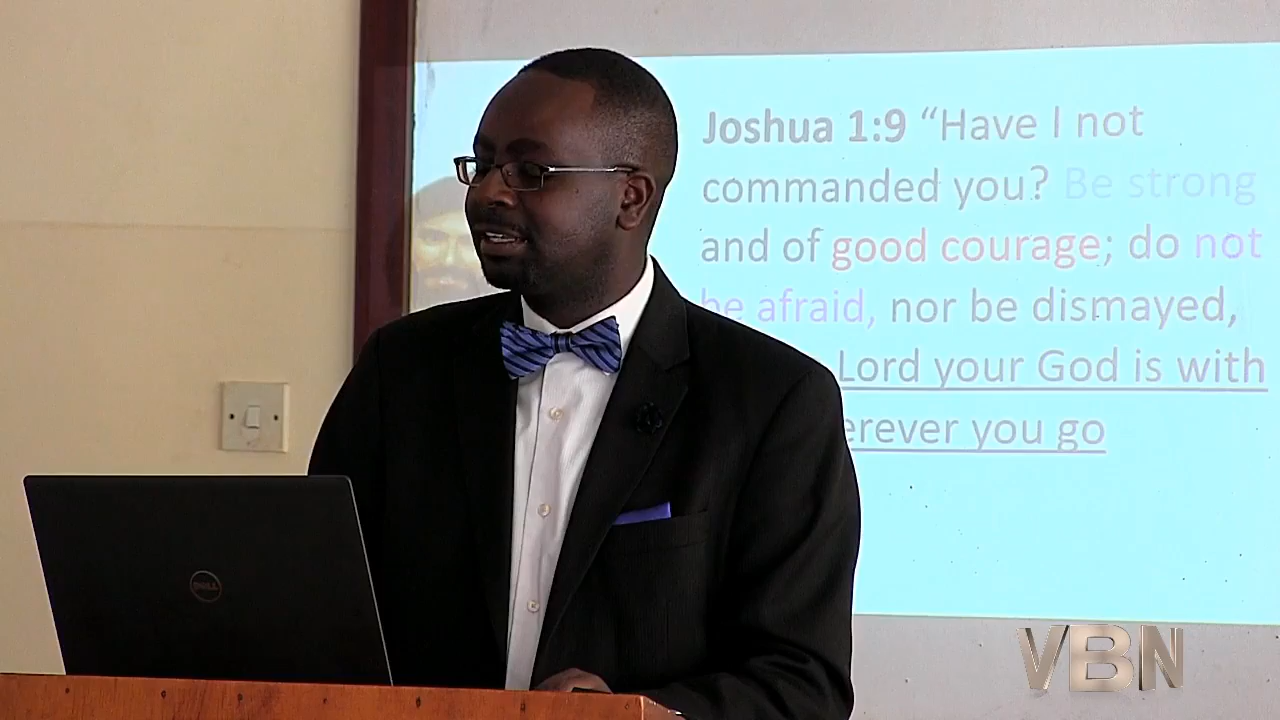 Joshua 1:9 “Have I not
commanded you? Be strong
and of good courage; do not
be afraid, nor be dismayed,
Lord your God is with
erever you go
DELL
VBN